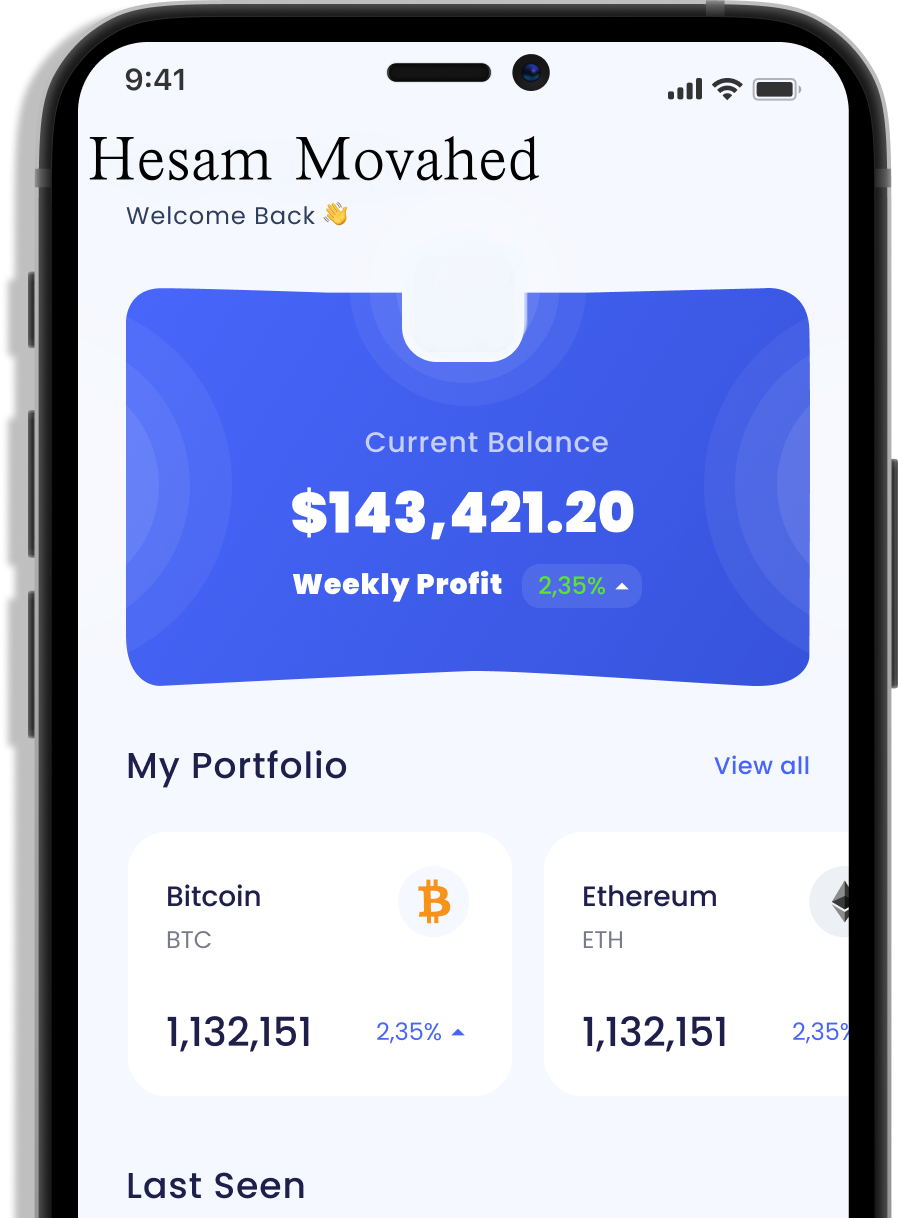 9:41
Hesam Movahed
Welcome Back 👋
Current Balance
$143,421.20
Weekly Profit 2,35%
My Portfolio View all
Bitcoin
BTC
1,132,151 2,35%
Ethereum
ETH
1,132,151 2,35%
Last Seen